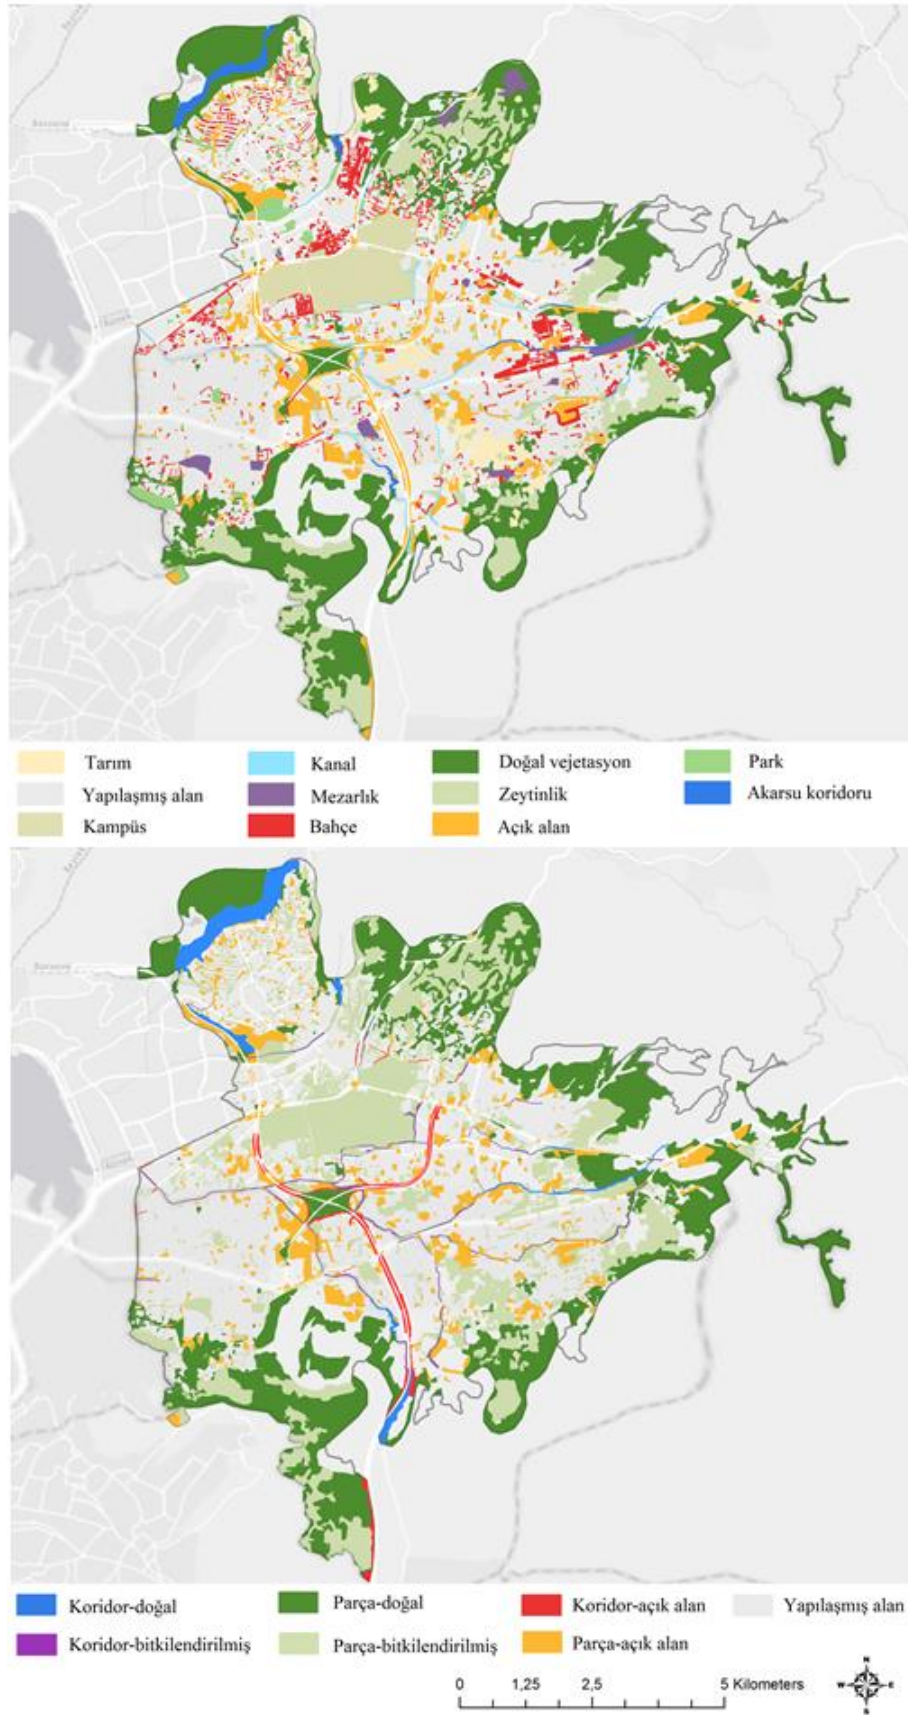 Tarım
Kanal
Doğal vejetasyon
Park
Yapılaşmış alan
Mezarlık
Zeytinlik
Akarsu koridoru
Kampüs
Bahçe
Açık alan
Koridor-doğal
Parça-doğal
Koridor-açık alan
Yapılaşmış alan
Koridor-bitkilendirilmiş
Parça-bitkilendirilmiş
Parça-açık alan
N
W
E
S
0 1,25 2,5 5 Kilometers